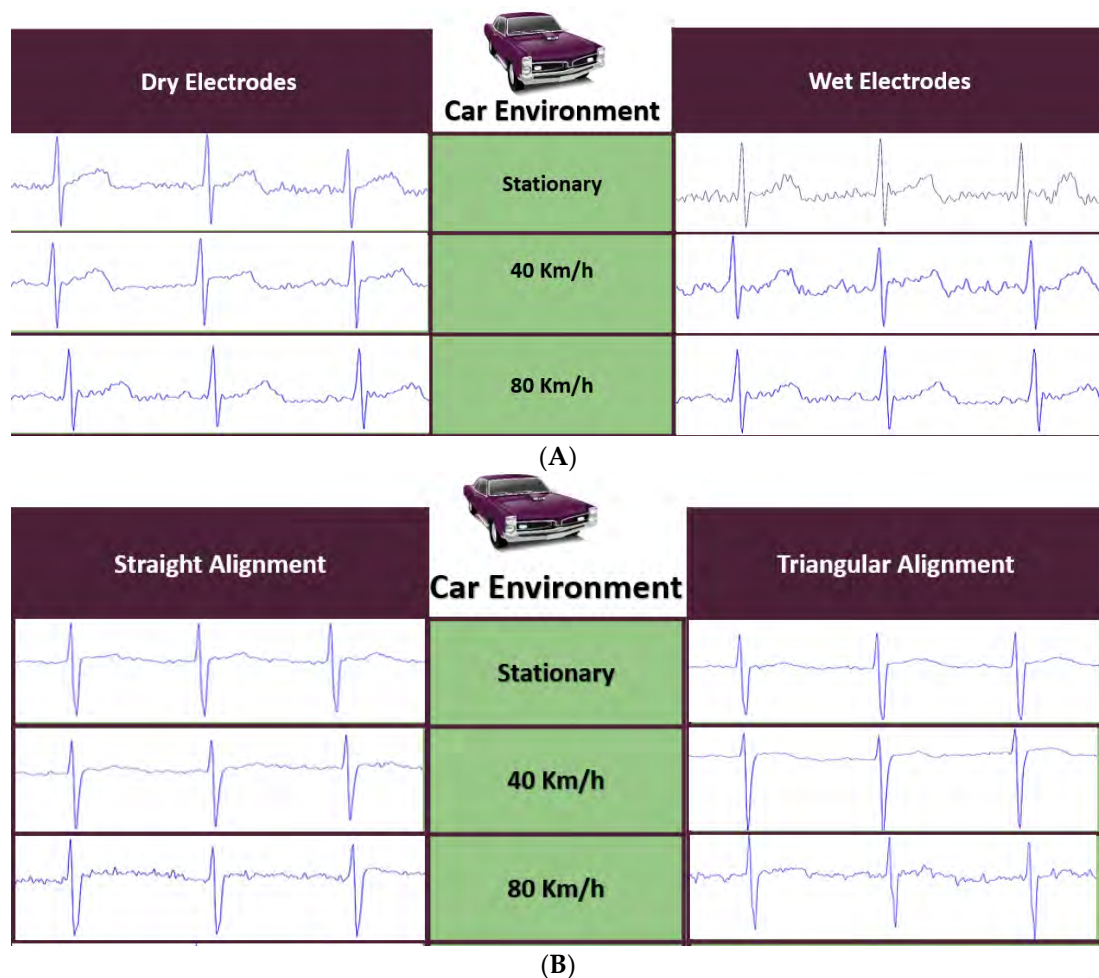 Dry Electrodes
Car Environment
Wet Electrodes
Stationary
40 Km/h
80 Km/h
(A)
Straight Alignment
Car Environment
Triangular Alignment
Stationary
40 Km/h
80 Km/h
(B)